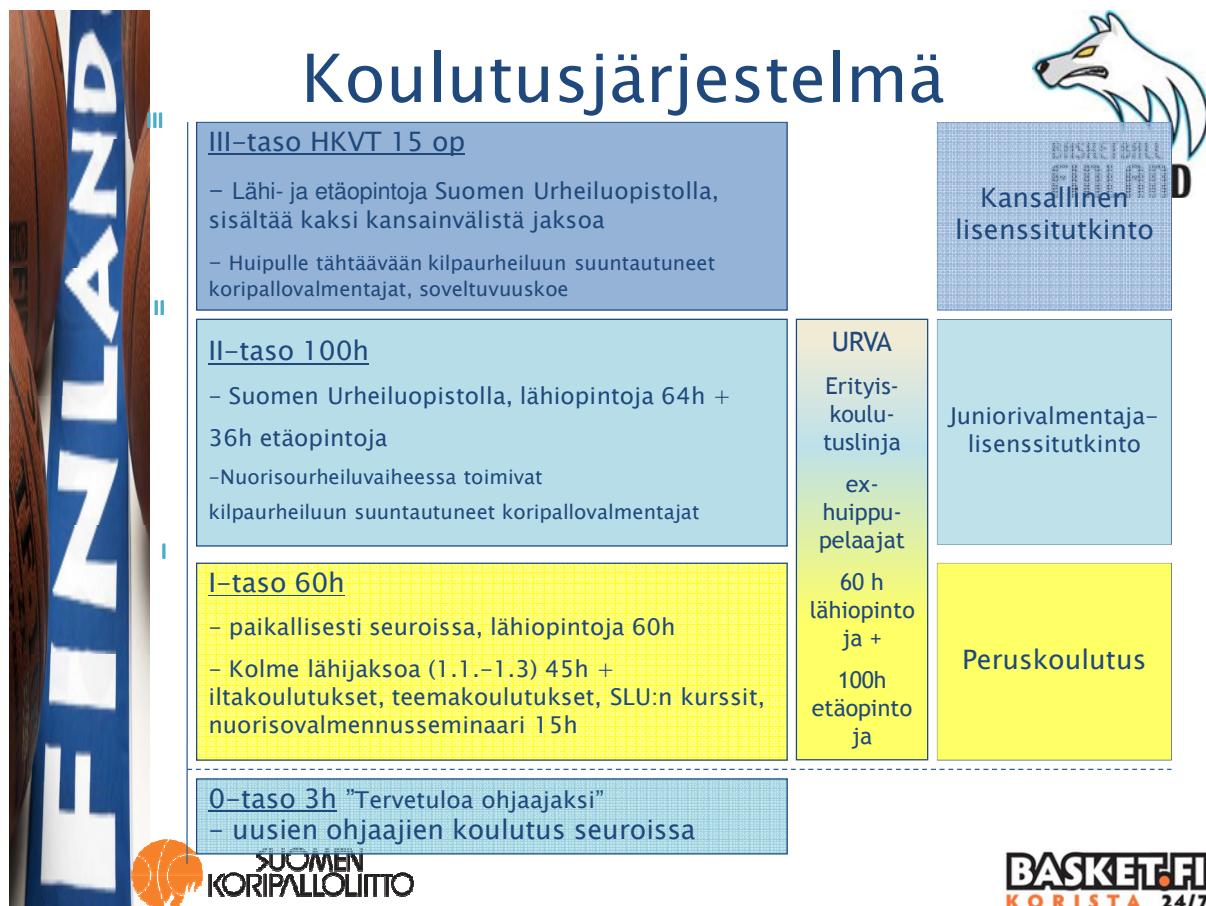 FINLAND
Koulutusjärjestelmä
III
III-taso HKVT 15 op
– Lähi- ja etäopintoja Suomen Urheiluopistolla,
sisältää kaksi kansainvälistä jaksoa
– Huipulle tähtäävään kilpaurheiluun suuntautuneet
koripallovalmentajat, soveltuvuuskoe
Kansallinen
lisenssitutkinto
II
II-taso 100h
– Suomen Urheiluopistolla, lähiopintoja 64h +
36h etäopintoja
-Nuorisourheiluvaiheessa toimivat
kilpaurheiluun suuntautuneet koripallovalmentajat
URVA
Erityis-
koulu-
tuslinja
ex-
huippu-
pelaajat
60 h
lähiopinto
ja +
100h
etäopinto
ja
Juniorivalmentaja-
lisenssitutkinto
I
I-taso 60h
– paikallisesti seuroissa, lähiopintoja 60h
– Kolme lähijaksoa (1.1.-1.3) 45h +
iltakoulutukset, teemakoulutukset, SLU:n kurssit,
nuorisovalmennusseminaari 15h
Peruskoulutus
0-taso 3h "Tervetuloa ohjaajaksi"
– uusien ohjaajien koulutus seuroissa
SUOMEN
KORIPALLOLIITTO
BASKET.FI
KORISTA 24/7